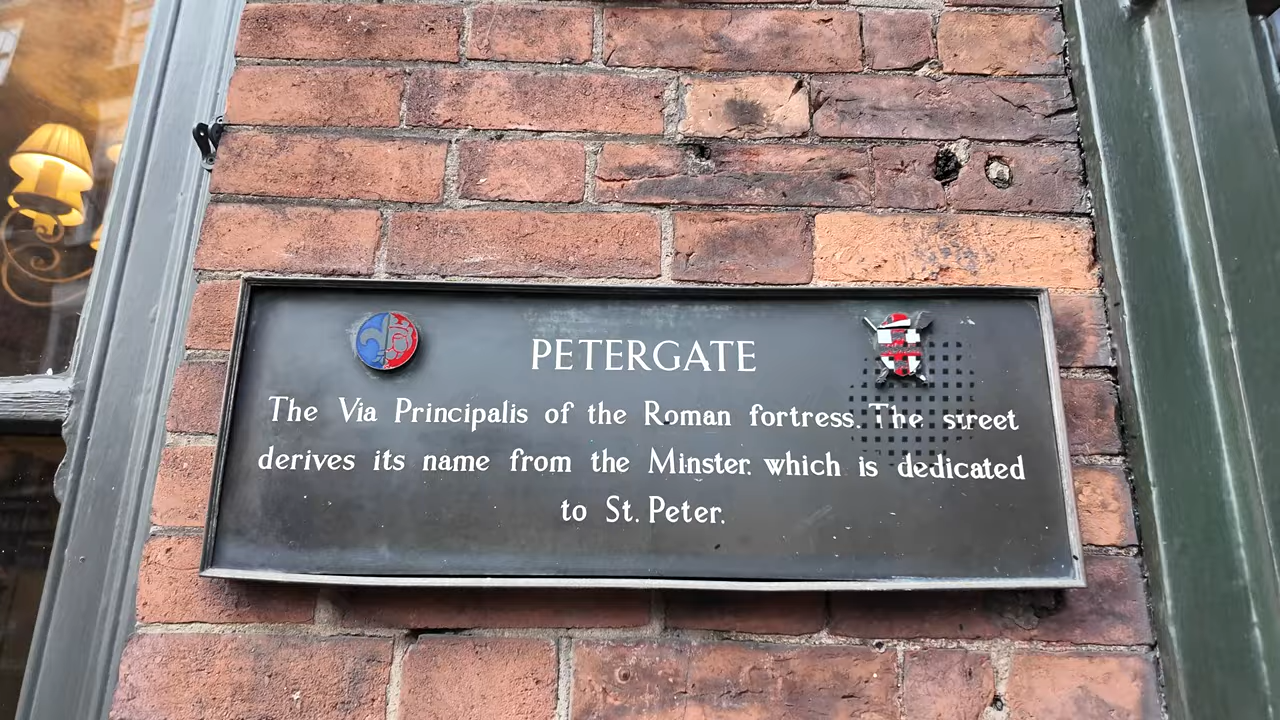 PETERGATE
The Via Principalis of the Roman fortress. The street
derives its name from the Minster. which is dedicated
to St. Peter.